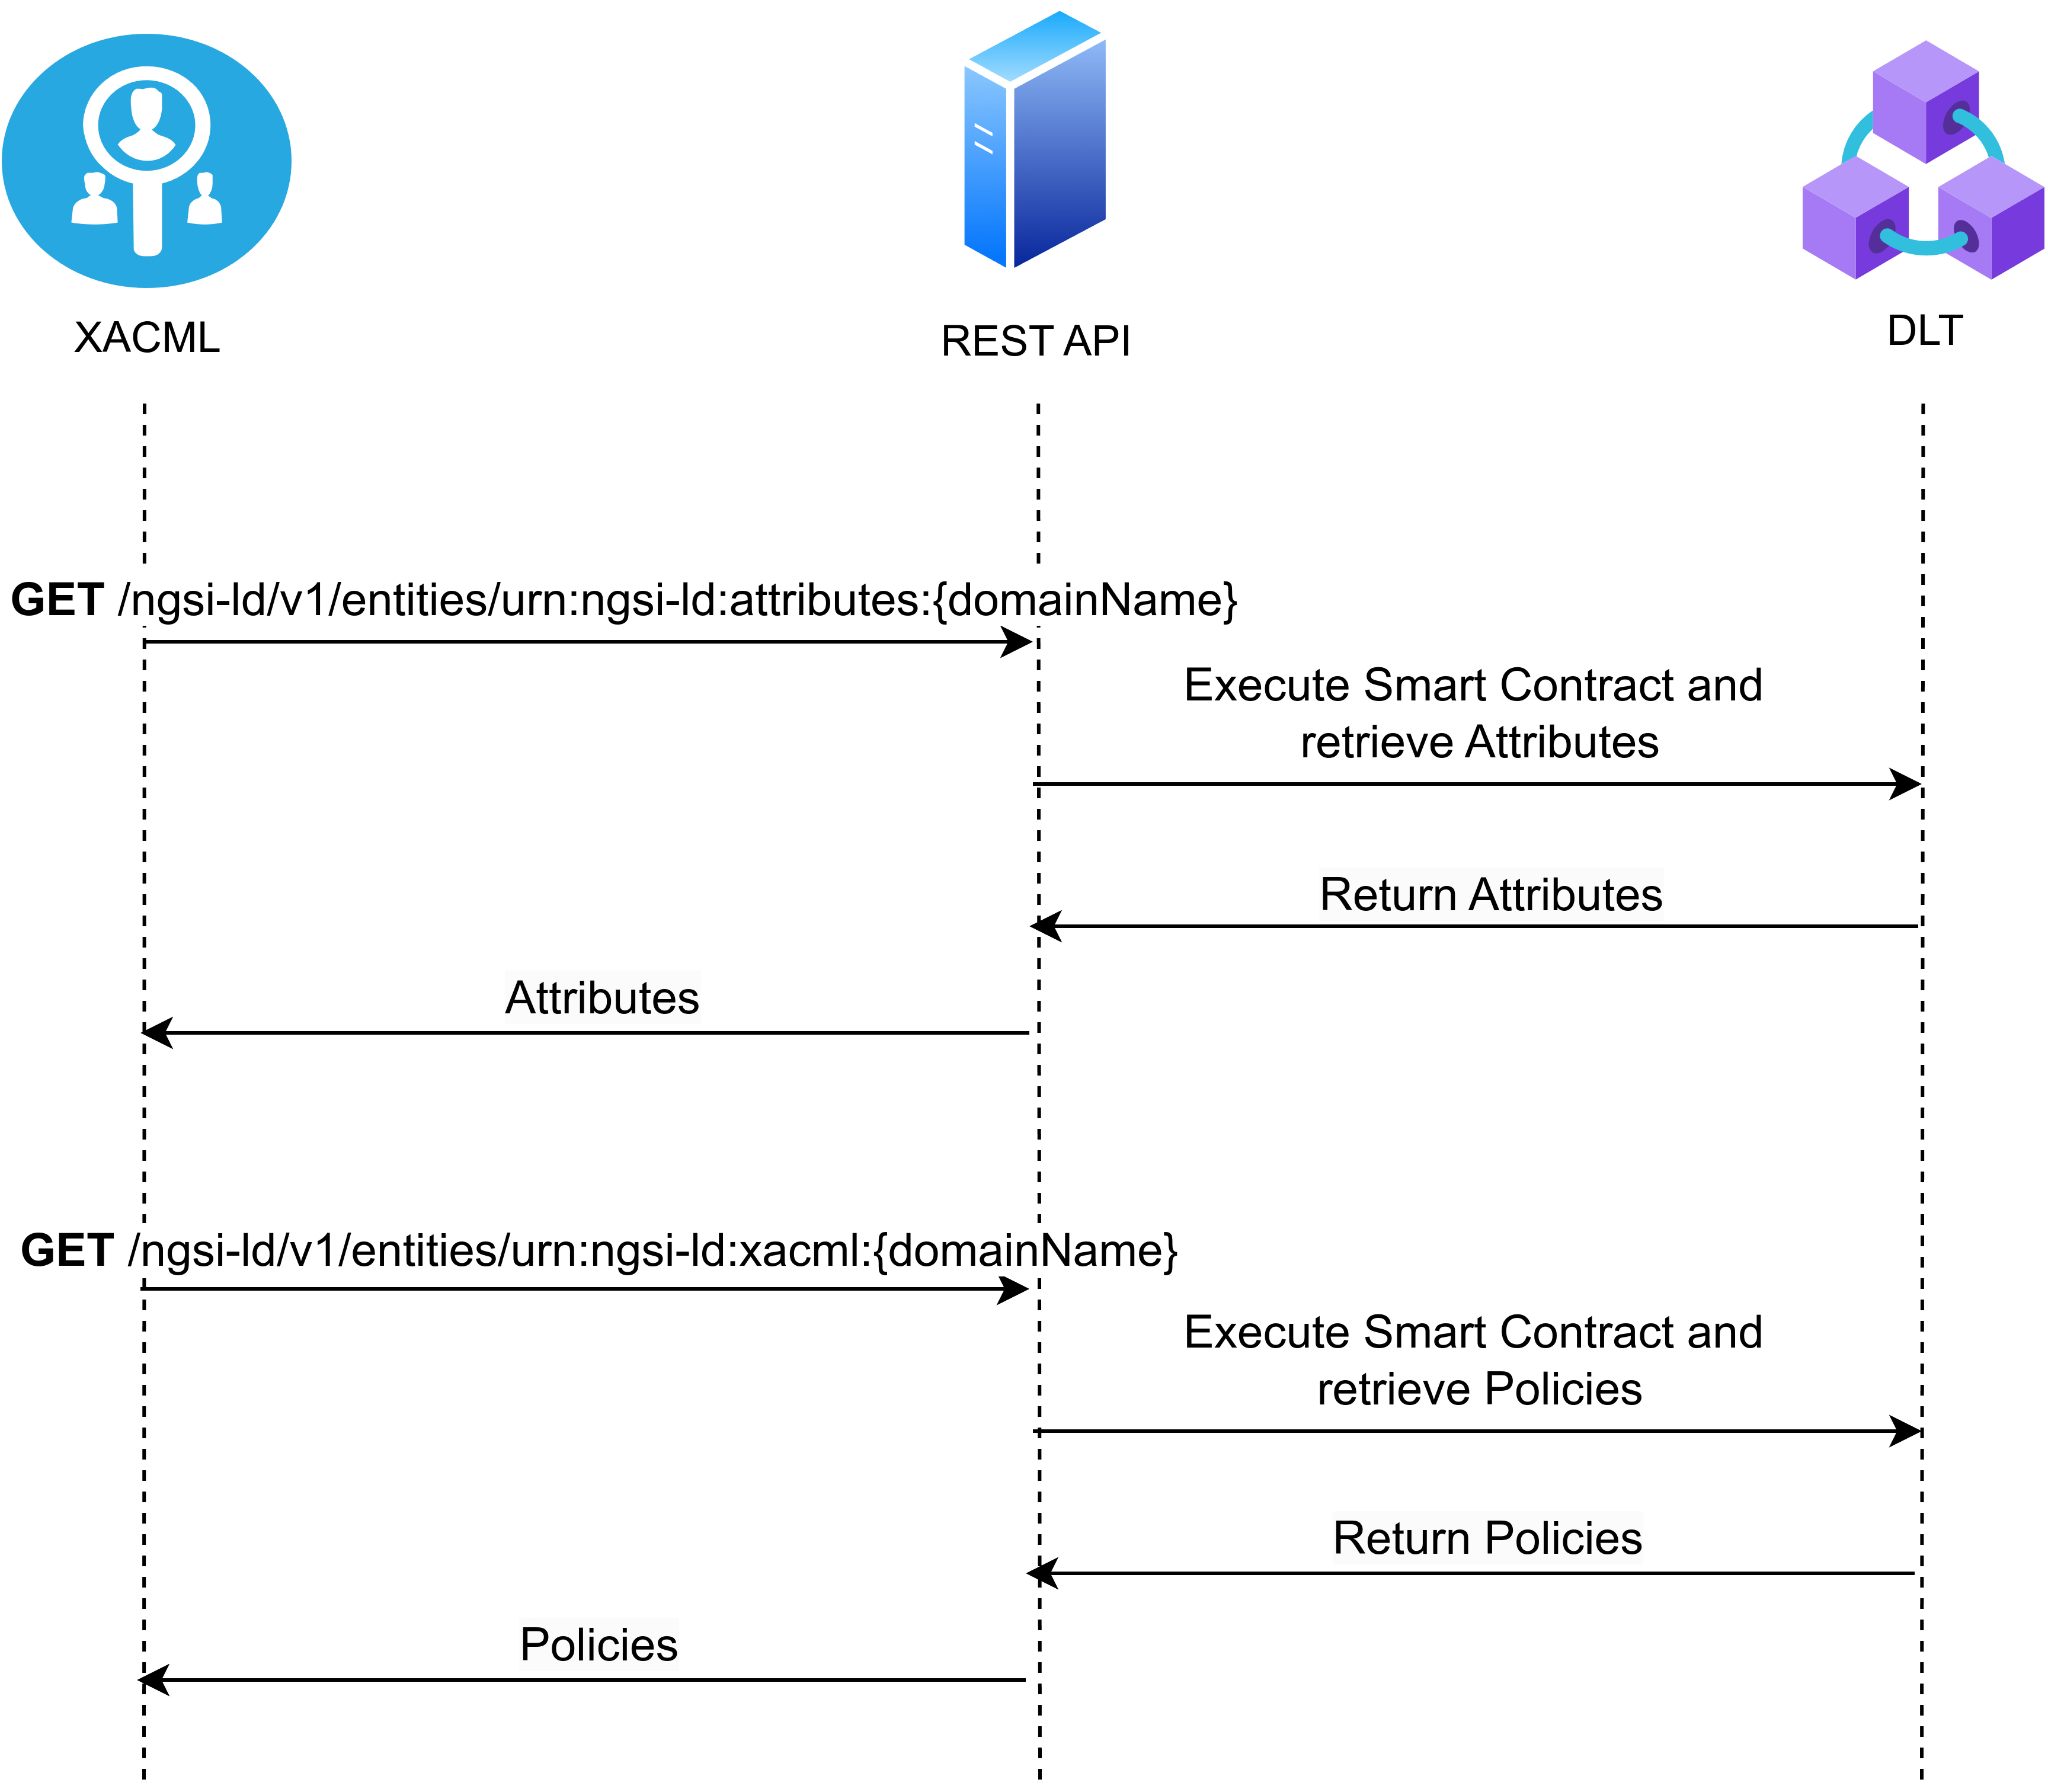 XACML
REST API
DLT
GET /ngsi-ld/v1/entities/urn:ngsi-ld:attributes:{domainName}
Execute Smart Contract and
retrieve Attributes
Return Attributes
Attributes
GET /ngsi-ld/v1/entities/urn:ngsi-ld:xacml:{domainName}
Execute Smart Contract and
retrieve Policies
Return Policies
Policies